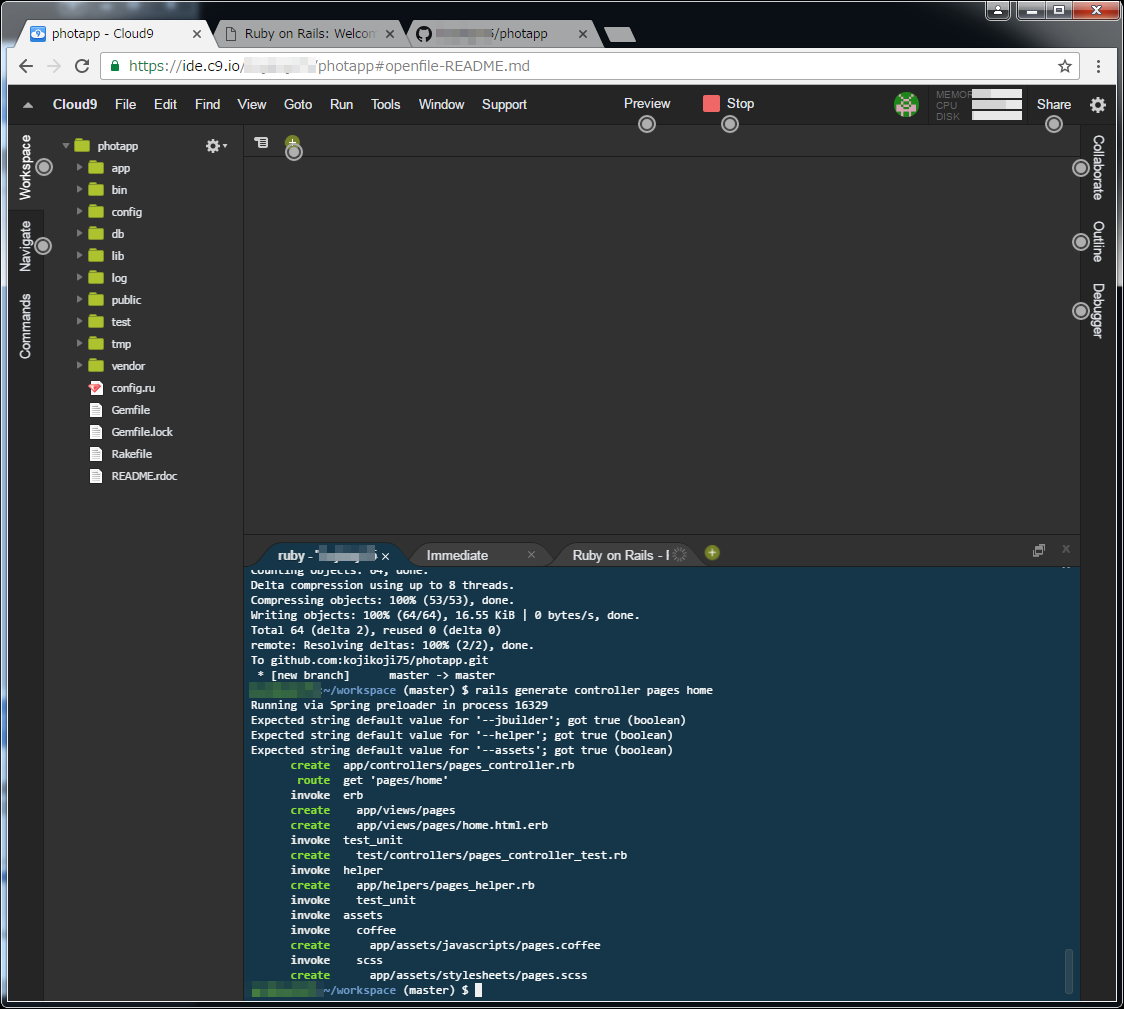 photapp - Cloud9
Ruby on Rails: Welcon
/photapp
https://ide.c9.io/ /photapp#openfile-README.md
Cloud9 File Edit Find View Goto Run Tools Window Support Preview Stop MEMOR CPU DISK Share
Workspace
Navigate
Commands
photapp
app
bin
config
db
lib
log
public
test
tmp
vendor
config.ru
Gemfile
Gemfile.lock
Rakefile
README.rdoc
Collaborate
Outline
Debugger
ruby - " Immediate Ruby on Rails -
Counting objects: 64, done.
Delta compression using up to 8 threads.
Compressing objects: 100% (53/53), done.
Writing objects: 100% (64/64), 16.55 KiB | 0 bytes/s, done.
Total 64 (delta 2), reused 0 (delta 0)
remote: Resolving deltas: 100% (2/2), done.
To github.com:kojikoji75/photapp.git
* [new branch] master -> master
:~/workspace (master) $ rails generate controller pages home
Running via Spring preloader in process 16329
Expected string default value for '--jbuilder'; got true (boolean)
Expected string default value for '--helper'; got true (boolean)
Expected string default value for '--assets'; got true (boolean)
create app/controllers/pages_controller.rb
route get 'pages/home'
invoke erb
create app/views/pages
create app/views/pages/home.html.erb
invoke test_unit
create test/controllers/pages_controller_test.rb
invoke helper
create app/helpers/pages_helper.rb
invoke test_unit
invoke assets
invoke coffee
create app/assets/javascripts/pages.coffee
invoke scss
create app/assets/stylesheets/pages.scss
~/workspace (master) $